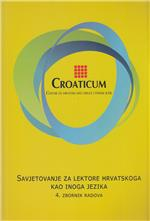 CROATICUM
CENTAR ZA HRVATSKI KAO DRUGI I STRANI JEZIK
SAVJETOVANJE ZA LEKTORE HRVATSKOGA
KAO INOGA JEZIKA
4. ZBORNIK RADOVA